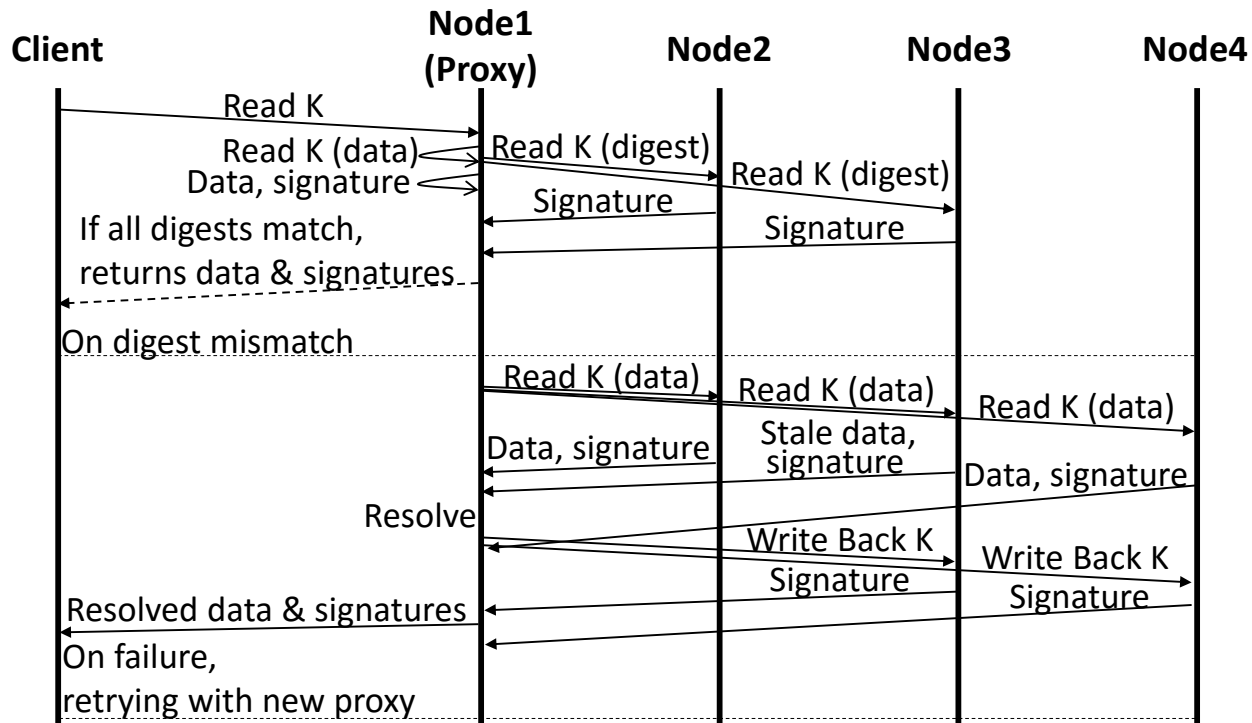 Client
Node1
(Proxy)
Node2
Node3
Node4
Read K
Read K (data)
Read K (digest)
Data, signature
Read K (digest)
Signature
If all digests match,
Signature
returns data & signatures
On digest mismatch
Read K (data)
Read K (data)
Read K (data)
Stale data,
Data, signature
signature
Data, signature
Resolve
Write Back K
Write Back K
Signature
Signature
Resolved data & signatures
On failure,
retrying with new proxy